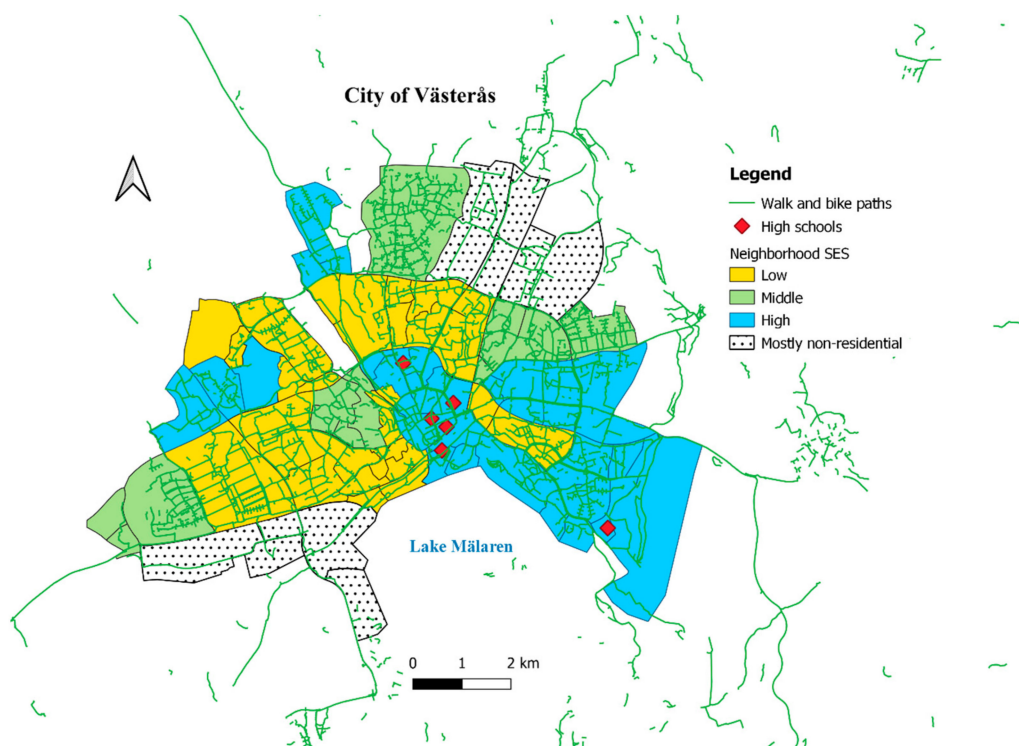 City of Västerås
Legend
Walk and bike paths
High schools
Neighborhood SES
Low
Middle
High
Mostly non-residential
Lake Mälaren
0 1 2 km